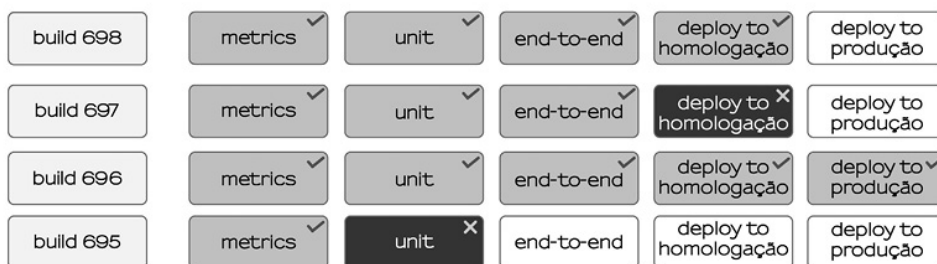 build 698 metrics unit end-to-end deploy to homologação deploy to produção
build 697 metrics unit end-to-end deploy to homologação deploy to produção
build 696 metrics unit end-to-end deploy to homologação deploy to produção
build 695 metrics unit end-to-end deploy to homologação deploy to produção